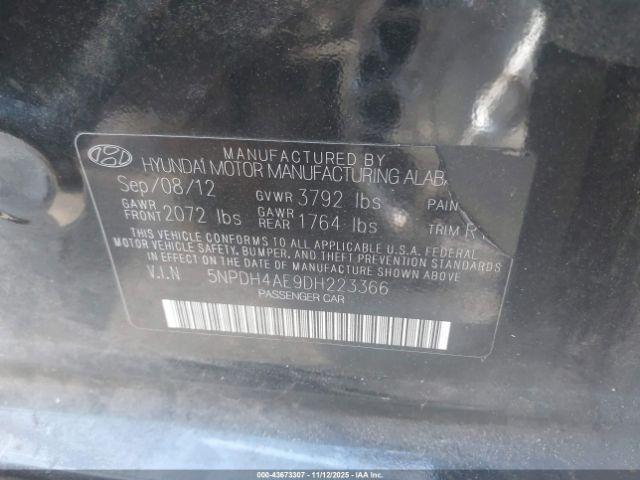 MANUFACTURED BY
HYUNDAI MOTOR MANUFACTURING ALAB
Sep/08/12 GVWR 3792 lbs PAIN
GAWR FRONT 2072 lbs GAWR REAR 1764 lbs TRIM R
THIS VEHICLE CONFORMS TO ALL APPLICABLE U.S.A. FEDERAL
MOTOR VEHICLE SAFETY, BUMPER, AND THEFT PREVENTION STANDARDS
IN EFFECT ON THE DATE OF MANUFACTURE SHOWN ABOVE.
V.I.N 5NPDH4AE9DH223366
PASSENGER CAR
000-43673307 - 11/12/2025 - ©IAA Holdings, LLC